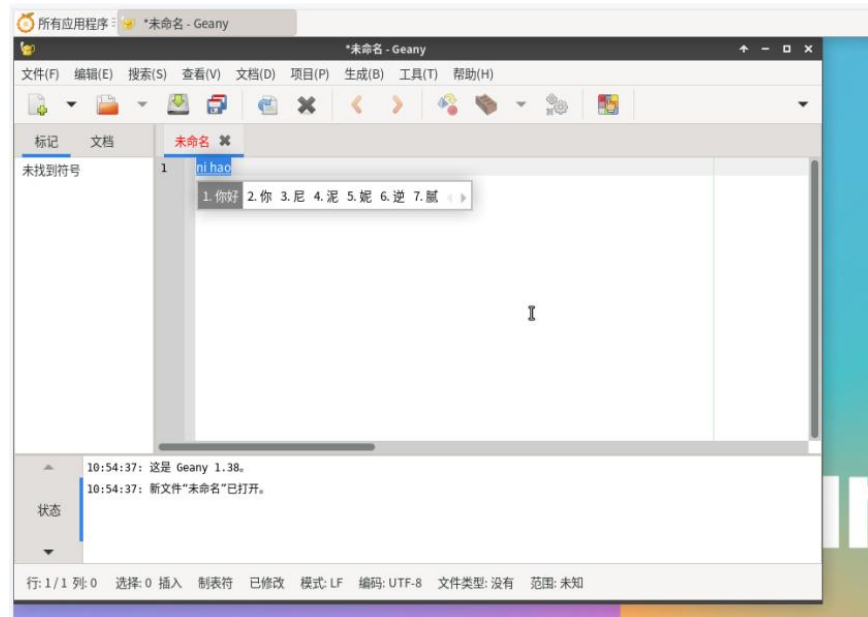 所有应用程序 *未命名 - Geany
*未命名 - Geany
文件(F) 编辑(E) 搜索(S) 查看(V) 文档(D) 项目(P) 生成(B) 工具(T) 帮助(H)
标记 文档 未命名
未找到符号 1 ni hao
1. 你好 2. 你 3. 尼 4. 泥 5. 妮 6. 逆 7. 腻
10:54:37: 这是 Geany 1.38。
10:54:37: 新文件“未命名”已打开。
状态
行: 1 / 1 列: 0 选择: 0 插入 制表符 已修改 模式: LF 编码: UTF-8 文件类型: 没有 范围: 未知